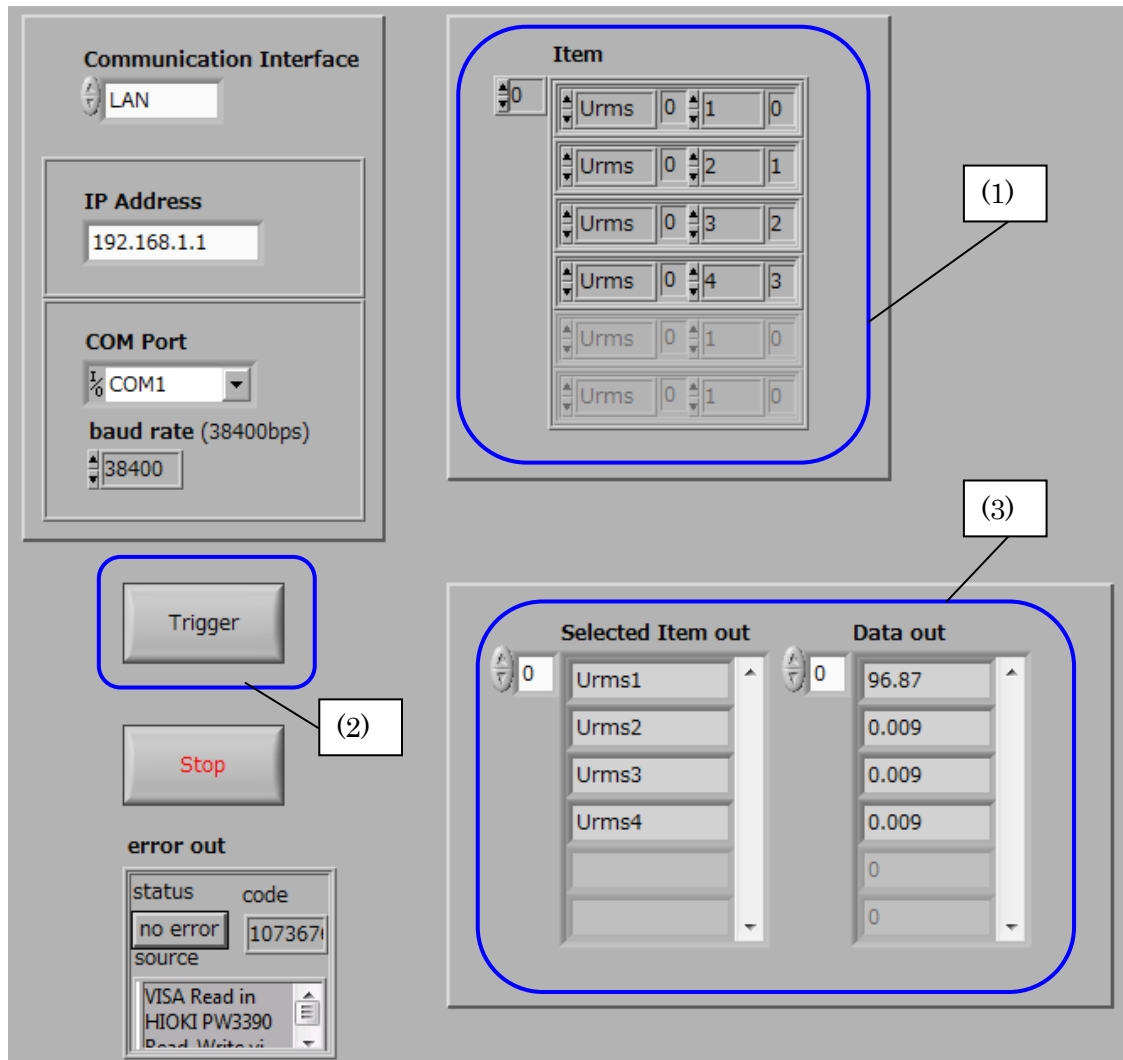 Communication Interface
LAN
IP Address
192.168.1.1
COM Port
I/O COM1
baud rate (38400bps)
38400
Item
0
Urms 0 1 0
Urms 0 2 1
Urms 0 3 2
Urms 0 4 3
Urms 0 1 0
Urms 0 1 0
(1)
Trigger
(2)
Stop
error out
status code
no error 107367
source
VISA Read in
HIOKI PW3390
(3)
Selected Item out Data out
0 Urms1 0 96.87
Urms2 0.009
Urms3 0.009
Urms4 0.009
0
0